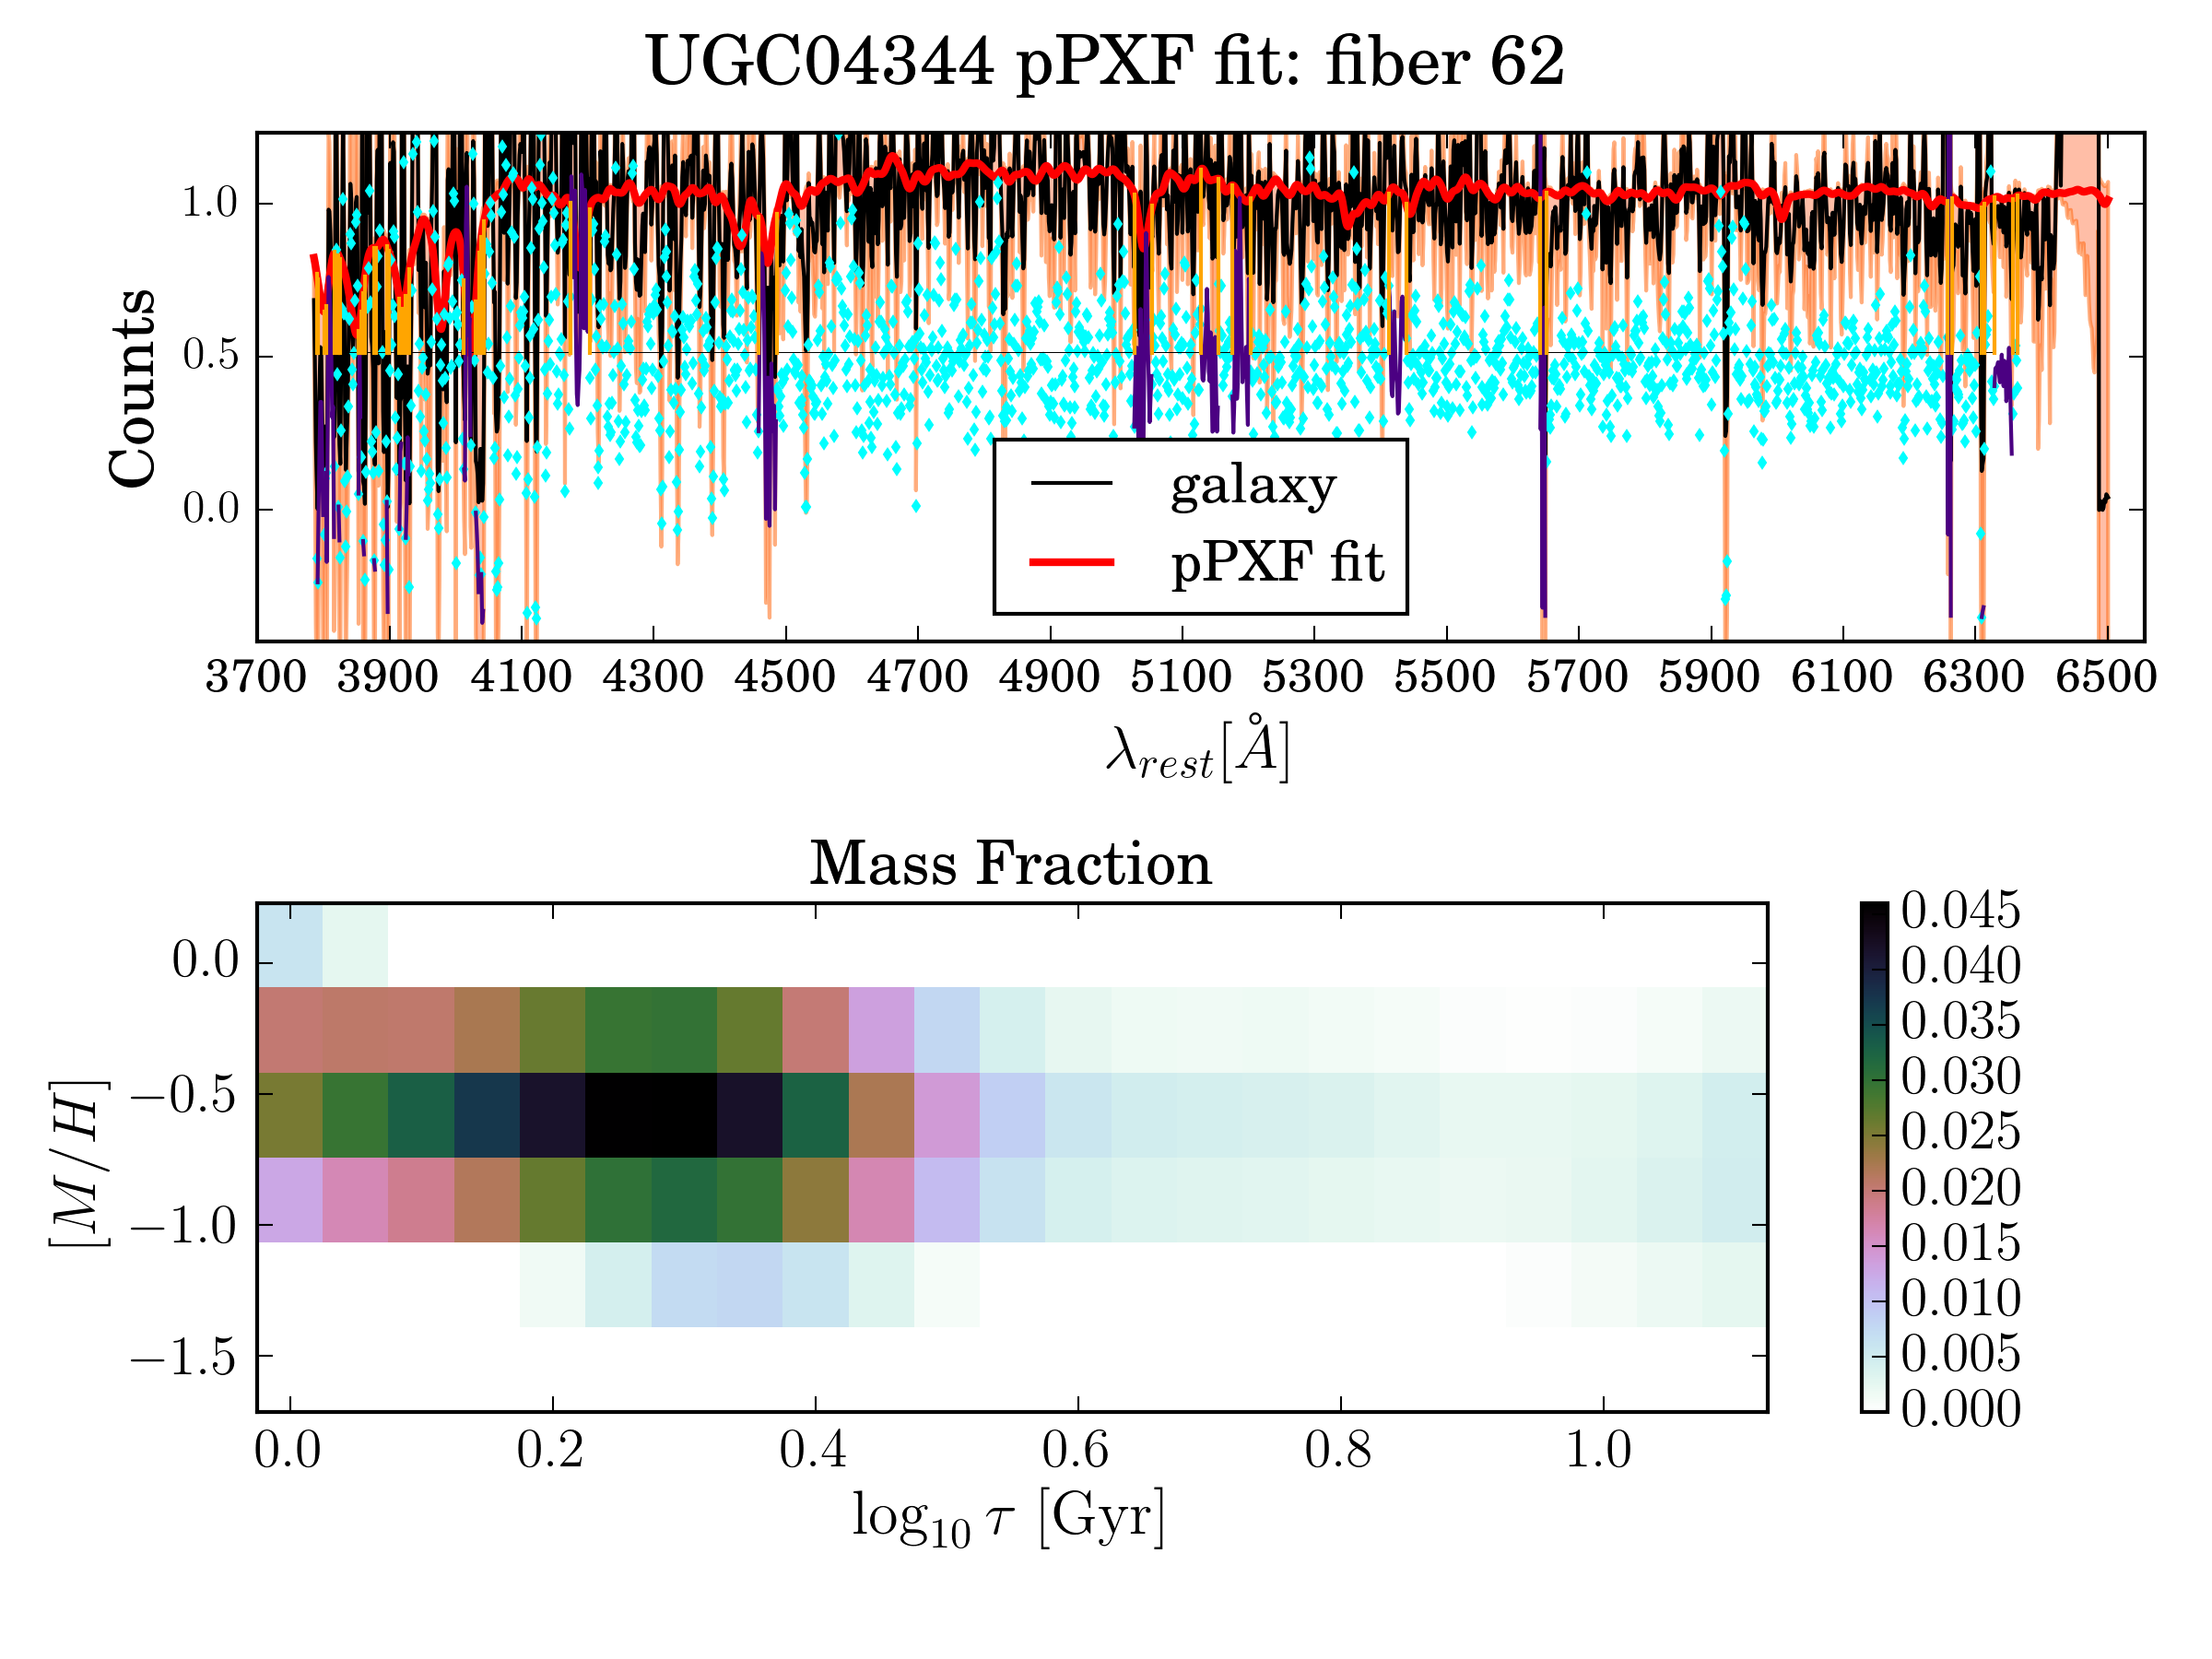 UGC04344 pPXF fit: fiber 62
Counts
1.0
0.5
0.0
galaxy
pPXF fit
3700 3900 4100 4300 4500 4700 4900 5100 5300 5500 5700 5900 6100 6300 6500
λrest[Å]
Mass Fraction
[M/H]
0.0
−0.5
−1.0
−1.5
0.0 0.2 0.4 0.6 0.8 1.0
log10 τ [Gyr]
0.045
0.040
0.035
0.030
0.025
0.020
0.015
0.010
0.005
0.000